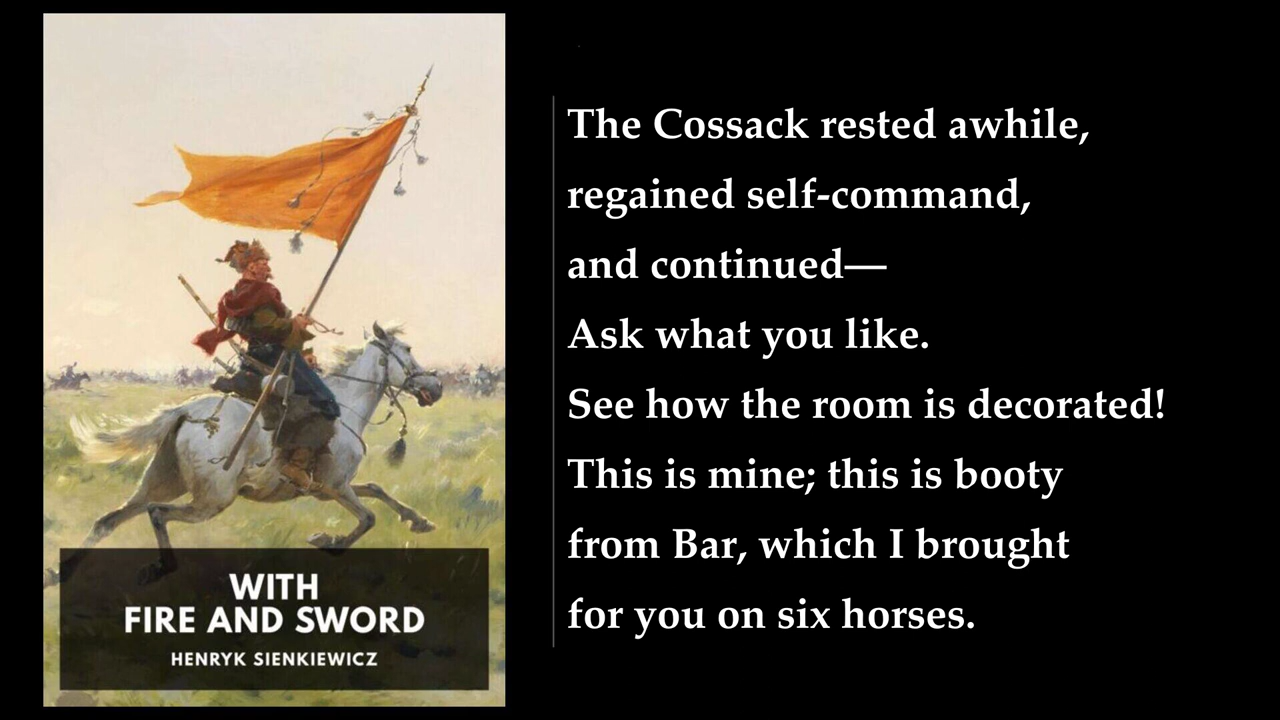 WITH
FIRE AND SWORD
HENRYK SIENKIEWICZ
The Cossack rested awhile,
regained self-command,
and continued—
Ask what you like.
See how the room is decorated!
This is mine; this is booty
from Bar, which I brought
for you on six horses.